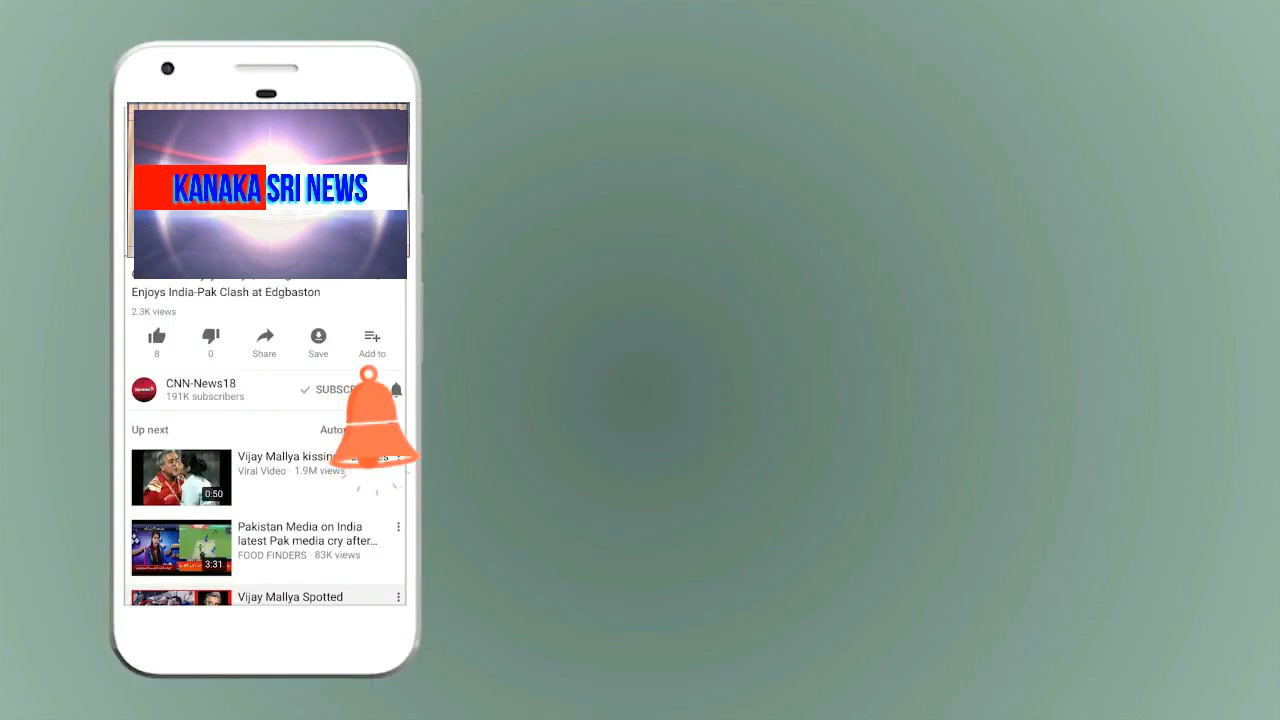 KANAKA SRI NEWS
Enjoys India-Pak Clash at Edgbaston
2.3K views
8 0 Share Save Add to
CNN-News18
191K subscribers
Up next
Vijay Mallya
Viral Video · 1.9M views
0:50
Pakistan Media on India
latest Pak media cry after...
FOOD FINDERS · 83K views
3:31
Vijay Mallya Spotted